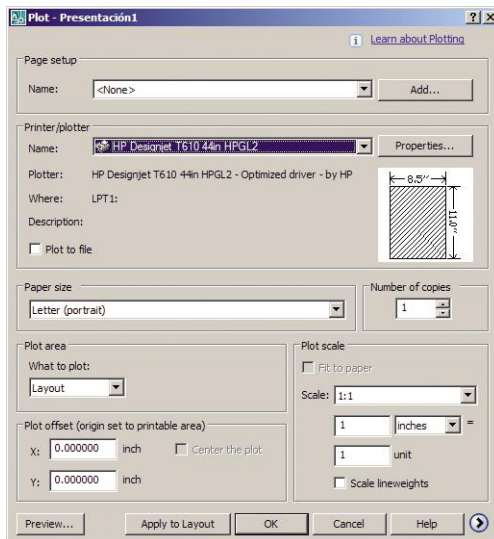 Plot - Presentación1
Learn about Plotting
Page setup
Name: <None> Add...
Printer/plotter
Name: HP Designjet T610 44in HPGL2 Properties...
Plotter: HP Designjet T610 44in HPGL2 - Optimized driver - by HP
Where: LPT1:
Description:
Plot to file
8.5″
11.0″
Paper size
Letter (portrait)
Number of copies
1
Plot area
What to plot:
Layout
Plot offset (origin set to printable area)
X: 0.000000 inch Center the plot
Y: 0.000000 inch
Plot scale
Fit to paper
Scale: 1:1
1 inches =
1 unit
Scale lineweights
Preview... Apply to Layout OK Cancel Help